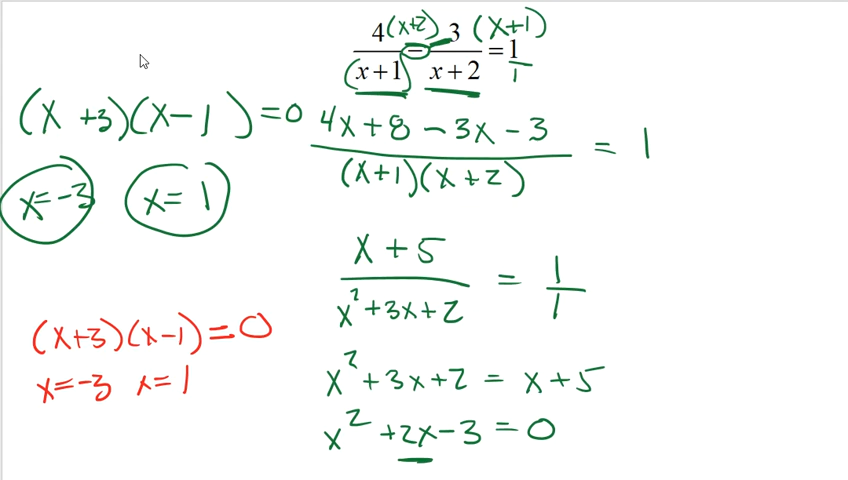 4(x+2) − 3(x+1) = 1
(x+1) x+2 1
(x +3)(x−1) = 0
x=−3 x=1
4x+8 −3x −3 = 1
(x+1)(x+2)
x+5 = 1
x²+3x+2 1
x²+3x+2 = x+5
x²+2x−3 = 0
(x+3)(x−1)=0
x=−3 x=1